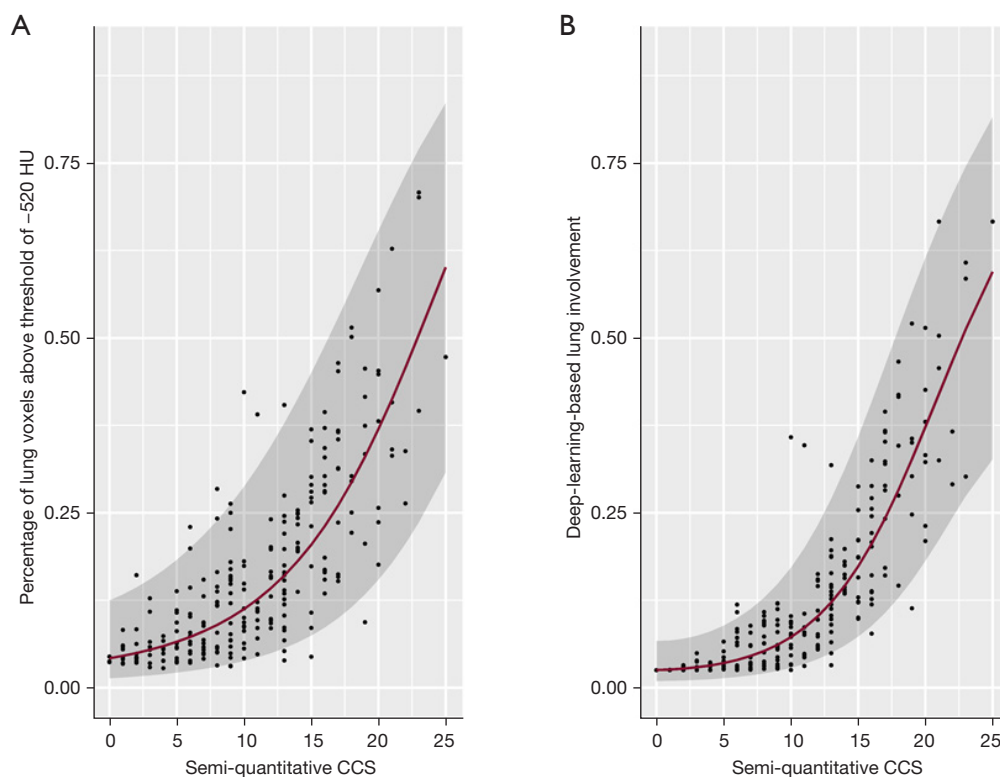 A
B
Percentage of lung voxels above threshold of −520 HU
0.75
0.50
0.25
0.00
0 5 10 15 20 25
Semi-quantitative CCS
Deep-learning-based lung involvement
0.75
0.50
0.25
0.00
0 5 10 15 20 25
Semi-quantitative CCS